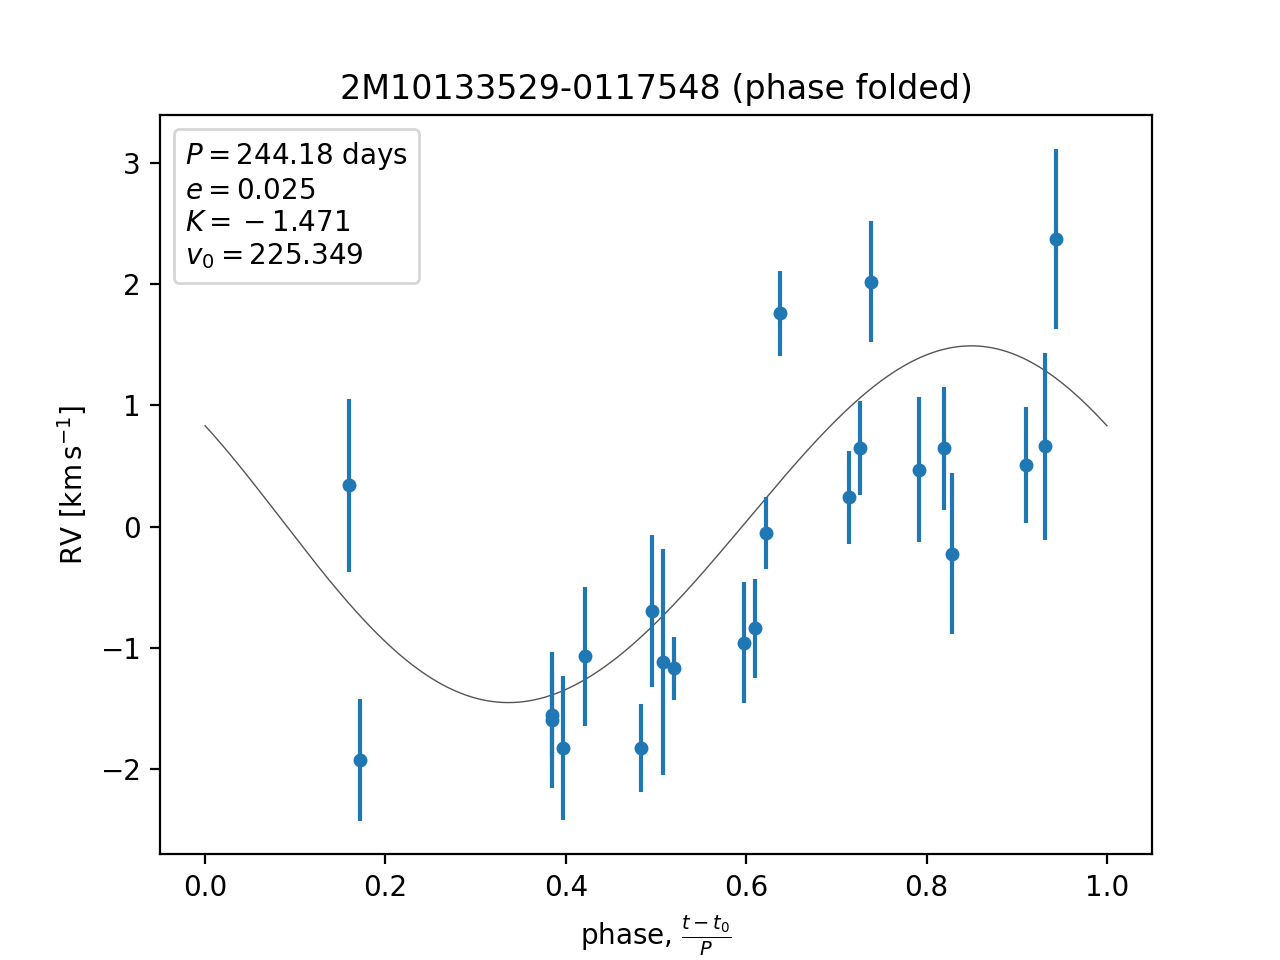 2M10133529-0117548 (phase folded)
P = 244.18 days
e = 0.025
K = −1.471
v₀ = 225.349
3
2
1
0
−1
−2
RV [km s⁻¹]
0.0 0.2 0.4 0.6 0.8 1.0
phase, (t − t₀)/P